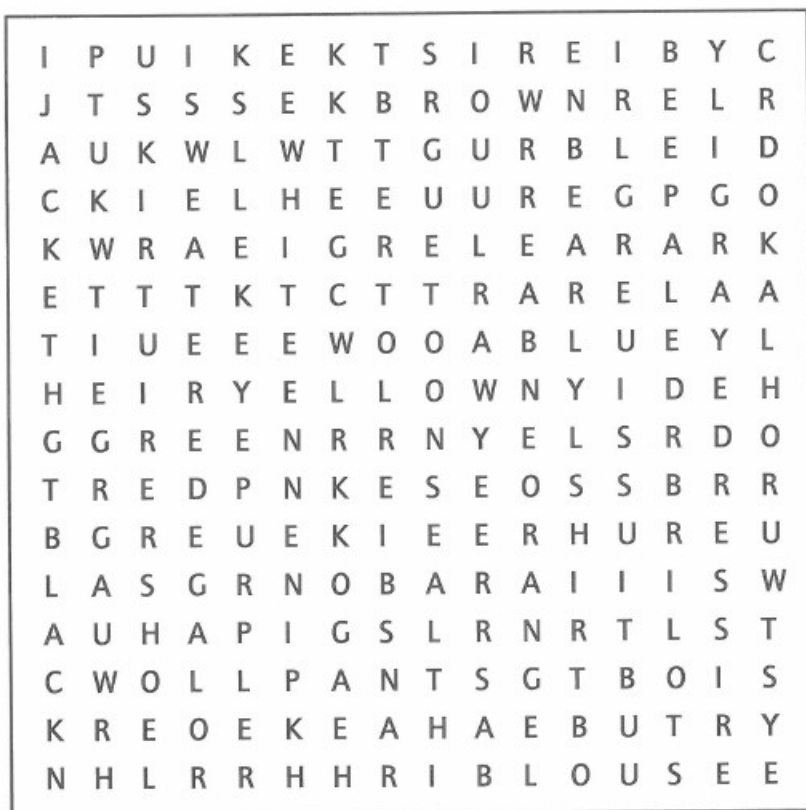 I P U I K E K T S I R E I B Y C
J T S S S E K B R O W N R E L R
A U K W L W T T G U R B L E I D
C K I E L H E E U U R E G P G O
K W R A E I G R E L E A R A R K
E T T T K T C T T R A R E L A A
T I U E E E W O O A B L U E Y L
H E I R Y E L L O W N Y I D E H
G G R E E N R R N Y E L S R D O
T R E D P N K E S E O S S B R R
B G R E U E K I E E R H U R E U
L A S G R N O B A R A I I I S W
A U H A P I G S L R N R T L S T
C W O L L P A N T S G T B O I S
K R E O E K E A H A E B U T R Y
N H L R R H H R I B L O U S E E